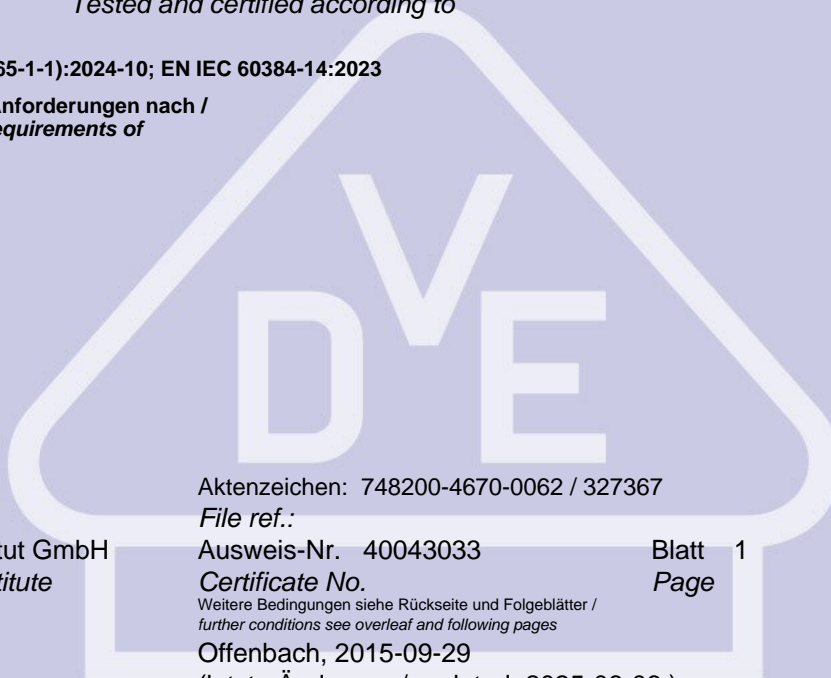 Tested and certified according to
65-1-1):2024-10; EN IEC 60384-14:2023
Anforderungen nach /
equirements of
VDE
Aktenzeichen: 748200-4670-0062 / 327367
File ref.:
tut GmbH Ausweis-Nr. 40043033 Blatt 1
titute Certificate No. Page
Weitere Bedingungen siehe Rückseite und Folgeblätter /
further conditions see overleaf and following pages
Offenbach, 2015-09-29